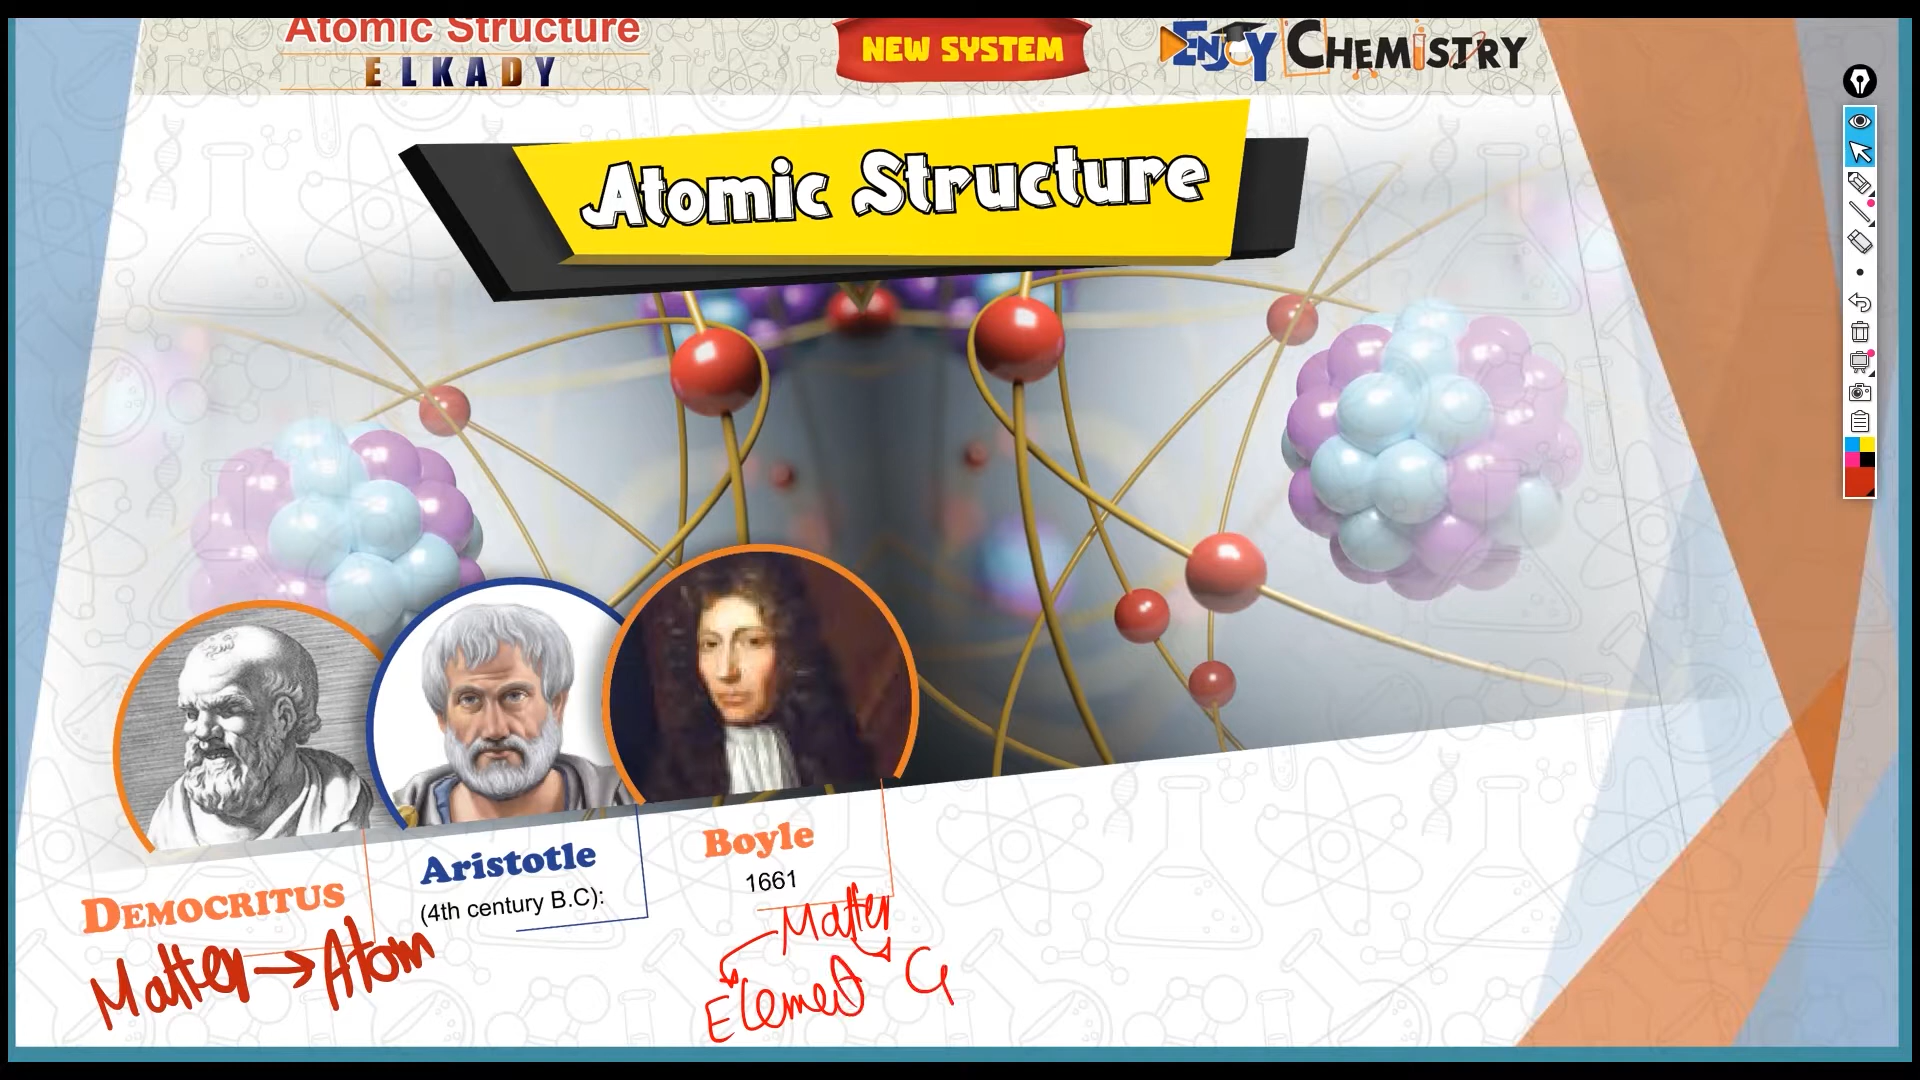 Atomic Structure
ELKADY
NEW SYSTEM
ENJOY CHEMISTRY
Atomic Structure
DEMOCRITUS
Matter → Atom
Aristotle
(4th century B.C):
Boyle
1661
Matter
Element